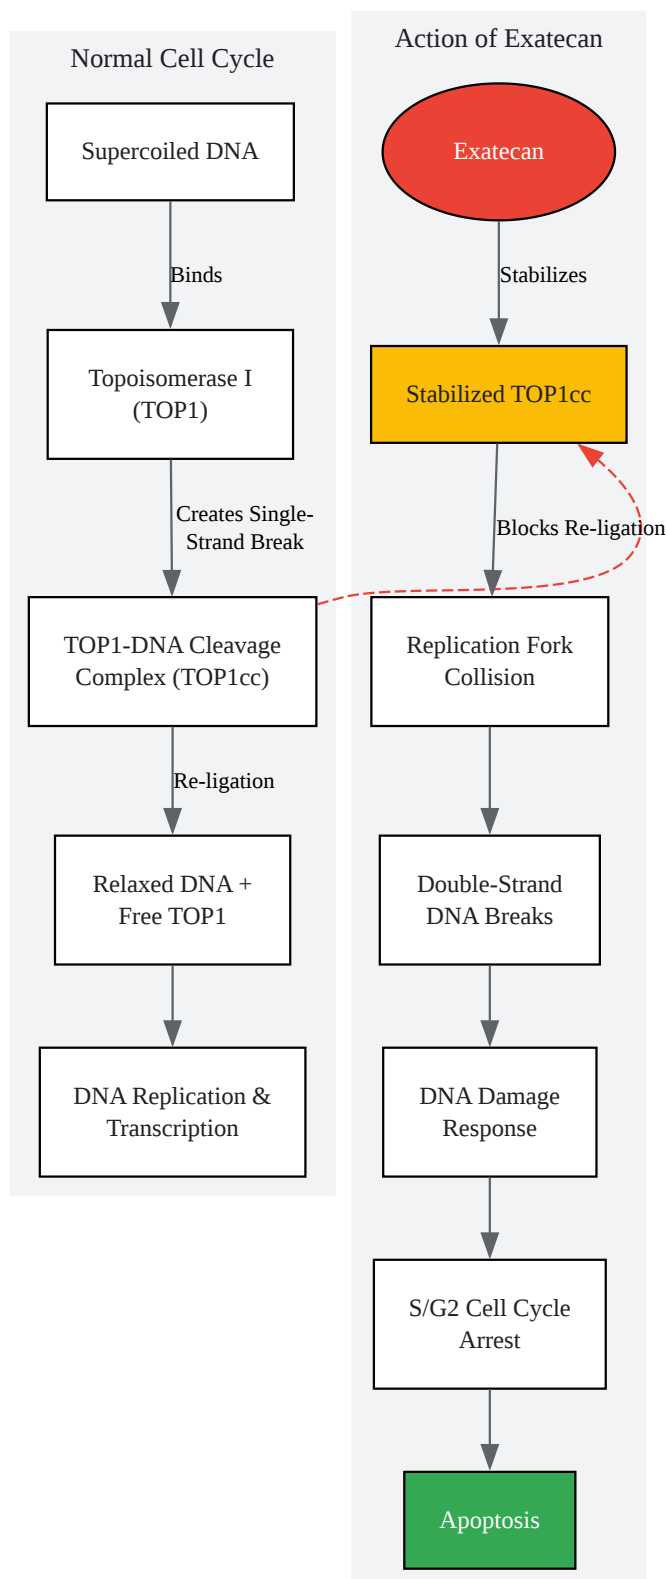 Normal Cell Cycle
Supercoiled DNA
Binds
Topoisomerase I
(TOP1)
Creates Single-
Strand Break
TOP1-DNA Cleavage
Complex (TOP1cc)
Re-ligation
Relaxed DNA +
Free TOP1
DNA Replication &
Transcription
Action of Exatecan
Exatecan
Stabilizes
Stabilized TOP1cc
Blocks Re-ligation
Replication Fork
Collision
Double-Strand
DNA Breaks
DNA Damage
Response
S/G2 Cell Cycle
Arrest
Apoptosis